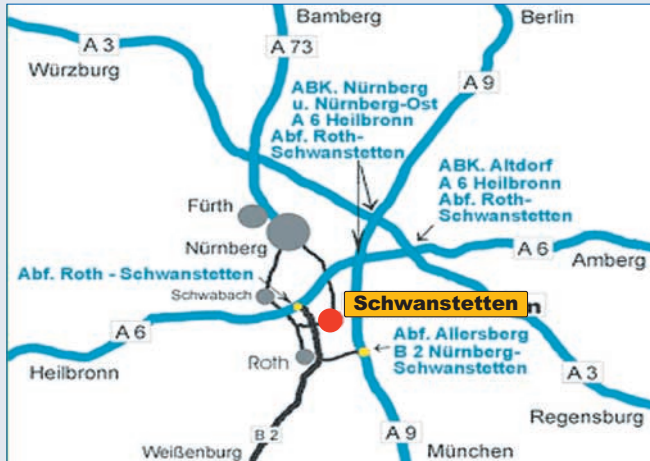 Bamberg
Berlin
A 3
A 73
Würzburg
A 9
ABK. Nürnberg
u. Nürnberg-Ost
A 6 Heilbronn
Abf. Roth-
Schwanstetten
ABK. Altdorf
A 6 Heilbronn
Abf. Roth-
Schwanstetten
Fürth
Nürnberg
A 6
Amberg
Abf. Roth - Schwanstetten
Schwabach
Schwanstetten
n
A 6
Abf. Allersberg
B 2 Nürnberg-
Schwanstetten
Roth
Heilbronn
A 3
Regensburg
B 2
A 9
Weißenburg
München